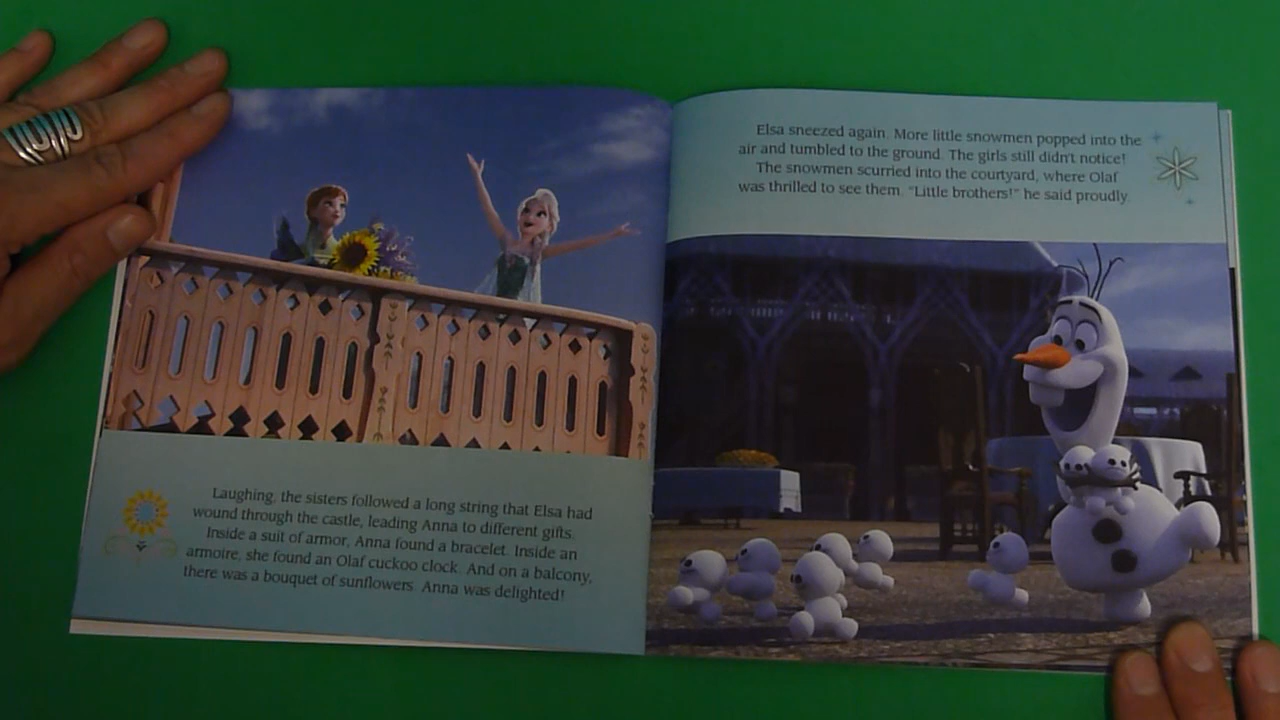 Laughing, the sisters followed a long string that Elsa had
wound through the castle, leading Anna to different gifts.
Inside a suit of armor, Anna found a bracelet. Inside an
armoire, she found an Olaf cuckoo clock. And on a balcony,
there was a bouquet of sunflowers. Anna was delighted!
Elsa sneezed again. More little snowmen popped into the
air and tumbled to the ground. The girls still didn't notice!
The snowmen scurried into the courtyard, where Olaf
was thrilled to see them. "Little brothers!" he said proudly.